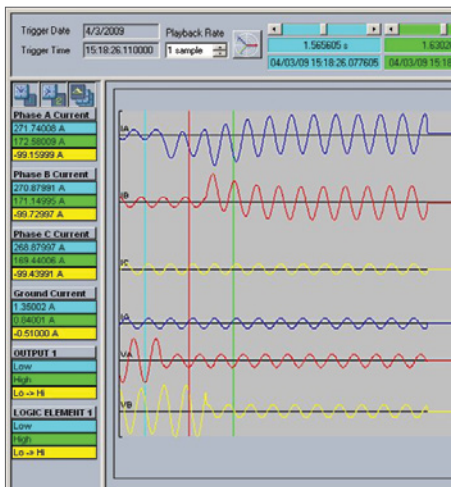 Trigger Date 4/3/2009 Playback Rate
Trigger Time 15:18:26.110000 1 sample
1.565605 s
04/03/09 15:18:26.077605
1.6302
04/03/09 15:18
Phase A Current
271.74008 A
172.58009 A
-99.15999 A
Phase B Current
270.87991 A
171.14995 A
-99.72997 A
Phase C Current
268.87997 A
169.44006 A
-99.43991 A
Ground Current
1.35002 A
0.84001 A
-0.51000 A
OUTPUT 1
Low
High
Lo -> Hi
LOGIC ELEMENT 1
Low
High
Lo -> Hi
IA
IB
VA
VB